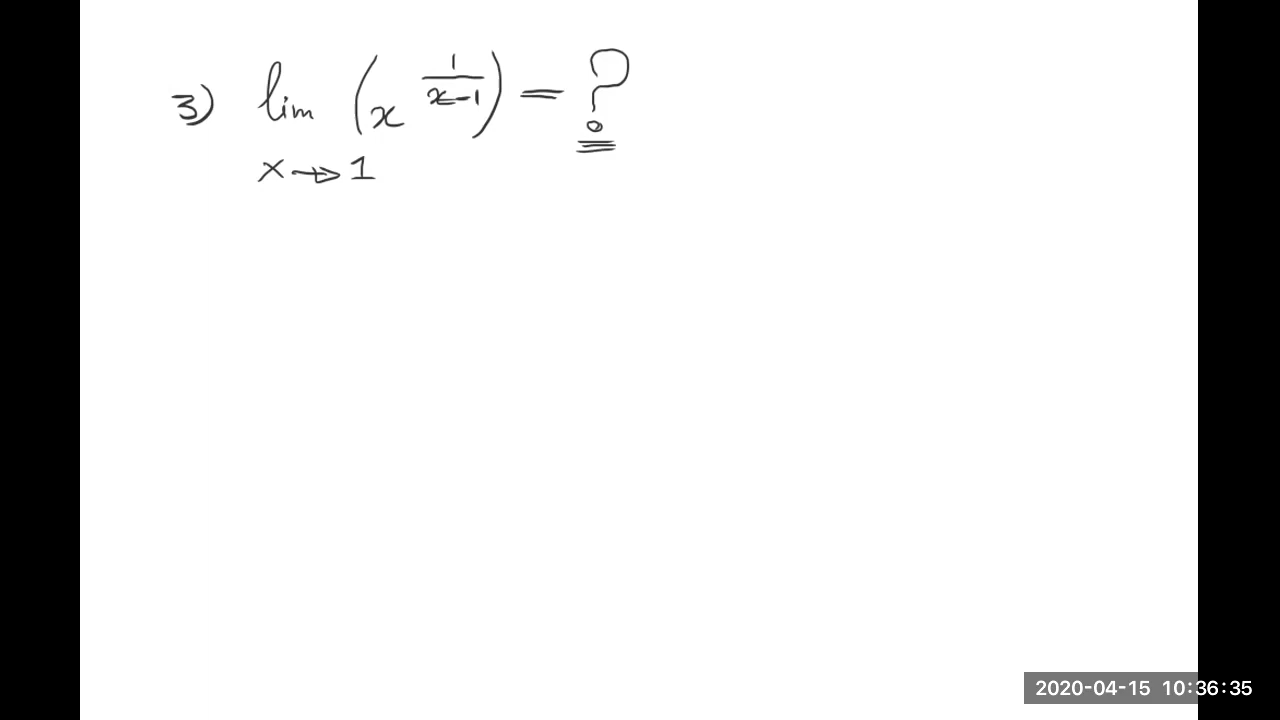 3) lim (x^(1/(x-1))) = ?
x→1
2020-04-15 10:36:35